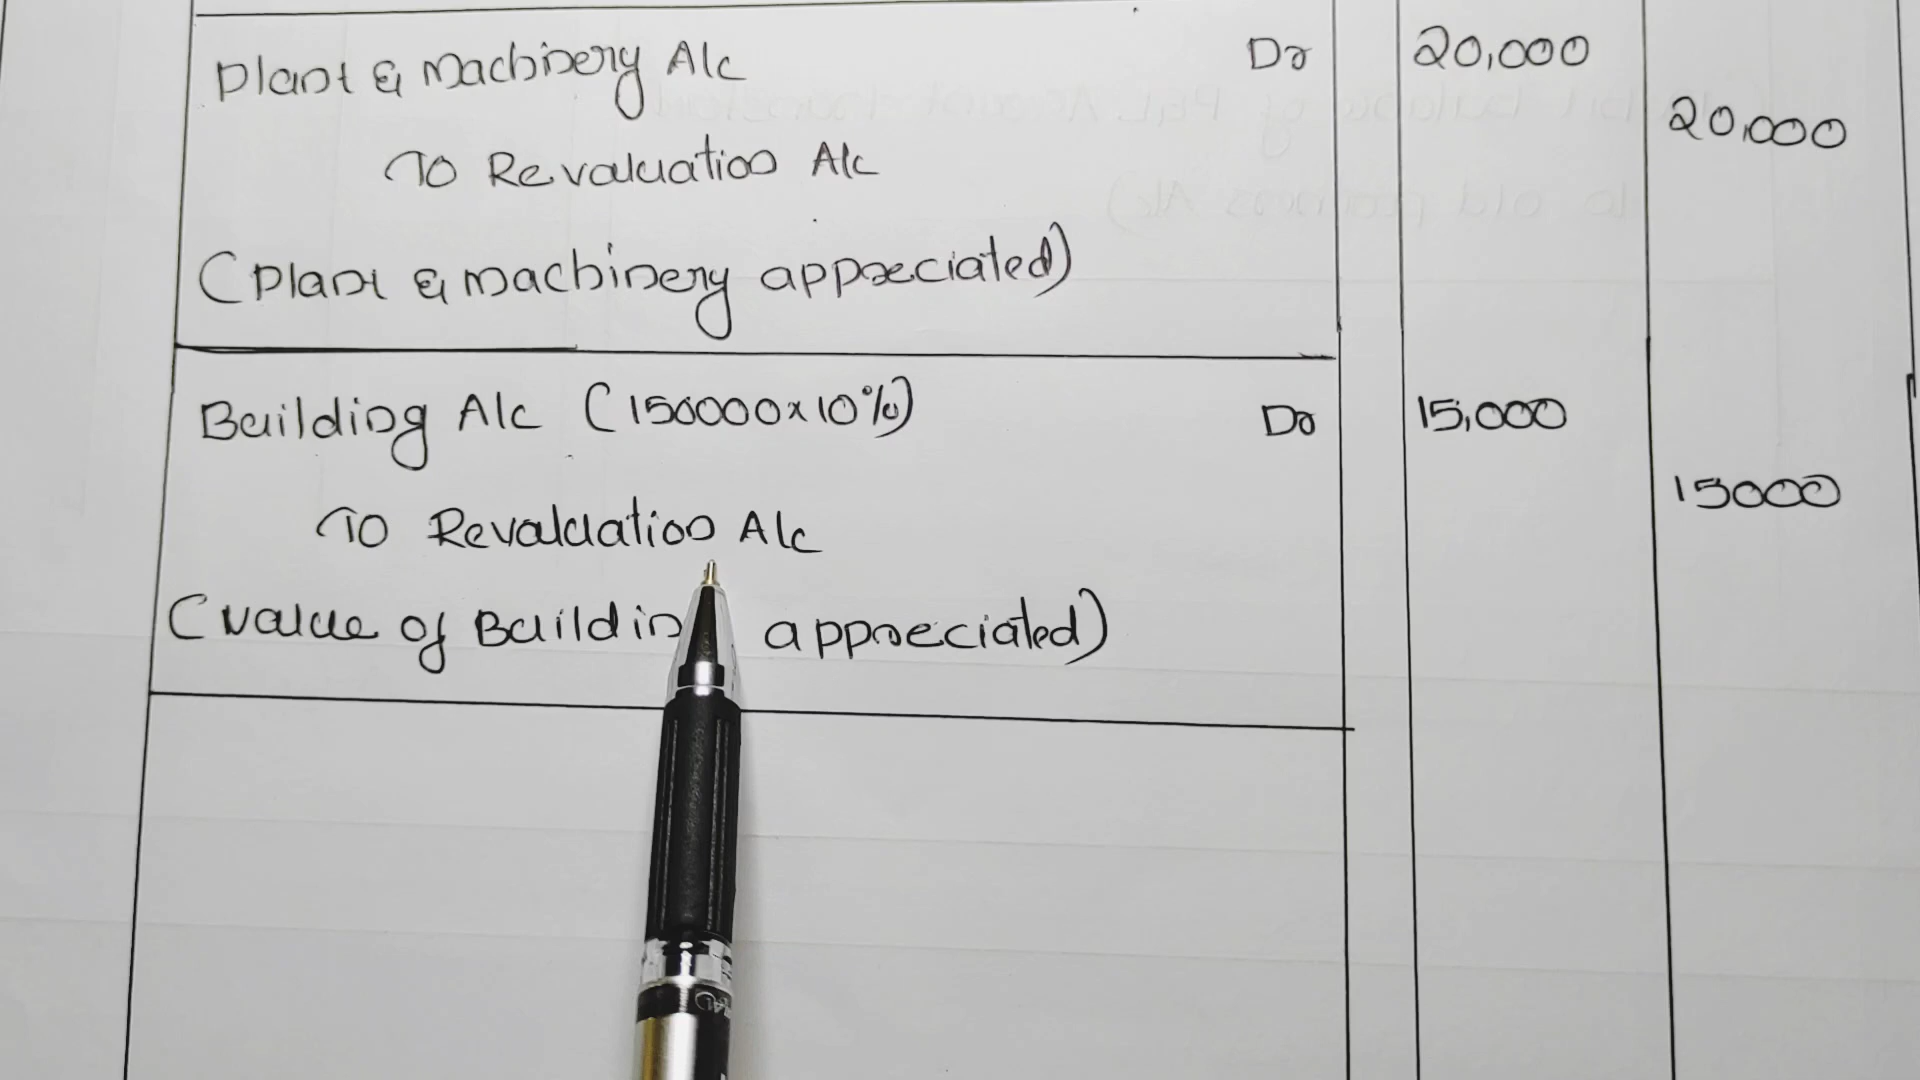 Plant & Machinery A/c Dr 20,000
To Revaluation A/c 20,000
(Plant & Machinery appreciated)
Building A/c (150000x10%) Dr 15,000
To Revaluation A/c 15000
(value of Building appreciated)